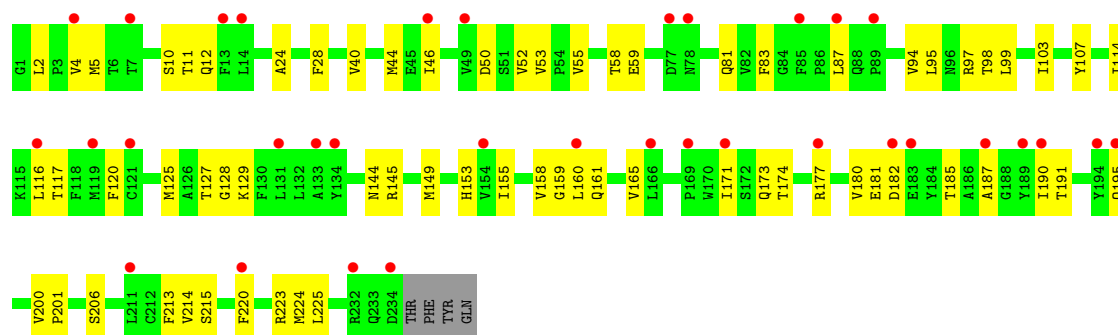 G1 L2 P3 V4 M5 T6 T7 S10 T11 Q12 F13 L14 A24 F28 V40 M44 E45 I46 V49 D50 S51 V52 V53 P54 V55 T58 E59 D77 N78 Q81 V82 F83 G84 F85 P86 L87 Q88 P89 V94 L95 N96 R97 T98 L99 I103 Y107
K115 L116 T117 F118 M119 F120 C121 M125 A126 T127 G128 K129 F130 L131 L132 A133 Y134 N144 R145 M149 H153 V154 I155 V158 G159 L160 Q161 V165 L166 P169 W170 I171 S172 Q173 T174 R177 V180 E181 D182 E183 Y184 T185 A186 A187 G188 Y189 I190 T191 Y194
V200 P201 S206 L211 C212 F213 V214 S215 F220 R223 M224 L225 R232 Q233 D234 THR PHE TYR GLN